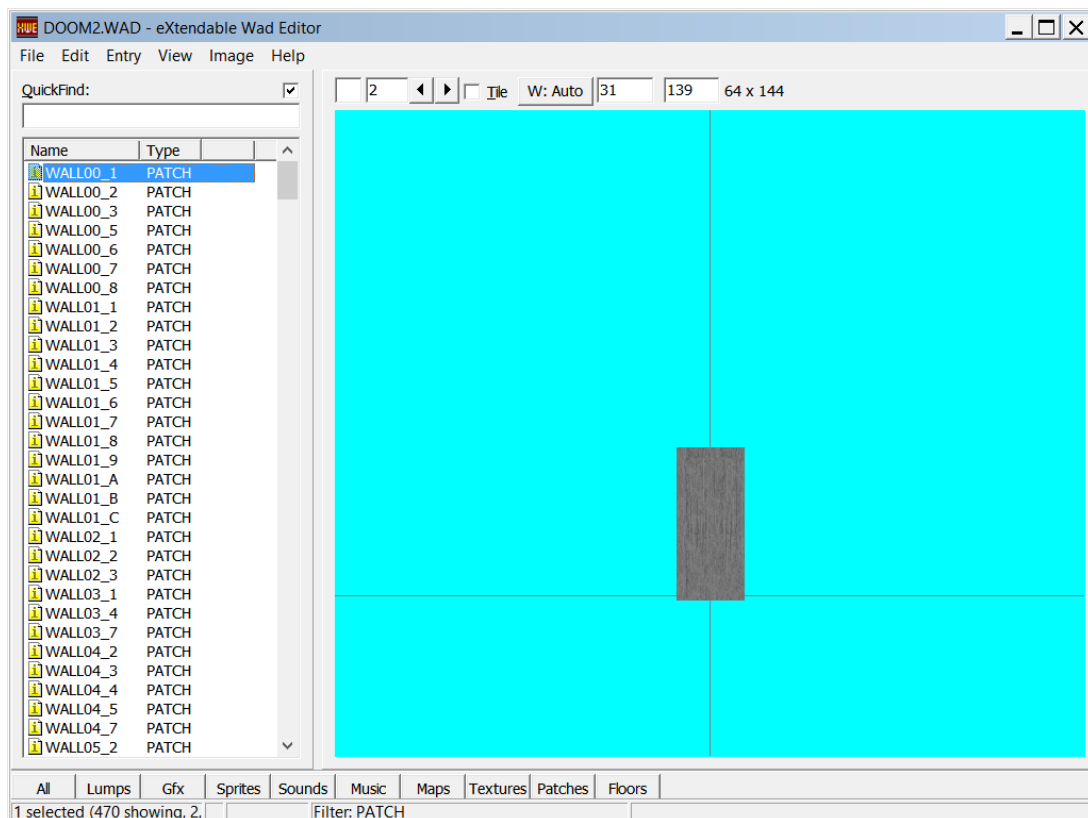 XWE DOOM2.WAD - eXtendable Wad Editor
File Edit Entry View Image Help
QuickFind:
2 Tile W: Auto 31 139 64 x 144
Name Type
WALL00_1 PATCH
WALL00_2 PATCH
WALL00_3 PATCH
WALL00_5 PATCH
WALL00_6 PATCH
WALL00_7 PATCH
WALL00_8 PATCH
WALL01_1 PATCH
WALL01_2 PATCH
WALL01_3 PATCH
WALL01_4 PATCH
WALL01_5 PATCH
WALL01_6 PATCH
WALL01_7 PATCH
WALL01_8 PATCH
WALL01_9 PATCH
WALL01_A PATCH
WALL01_B PATCH
WALL01_C PATCH
WALL02_1 PATCH
WALL02_2 PATCH
WALL02_3 PATCH
WALL03_1 PATCH
WALL03_4 PATCH
WALL03_7 PATCH
WALL04_2 PATCH
WALL04_3 PATCH
WALL04_4 PATCH
WALL04_5 PATCH
WALL04_7 PATCH
WALL05_2 PATCH
All Lumps Gfx Sprites Sounds Music Maps Textures Patches Floors
1 selected (470 showing, 2, Filter: PATCH